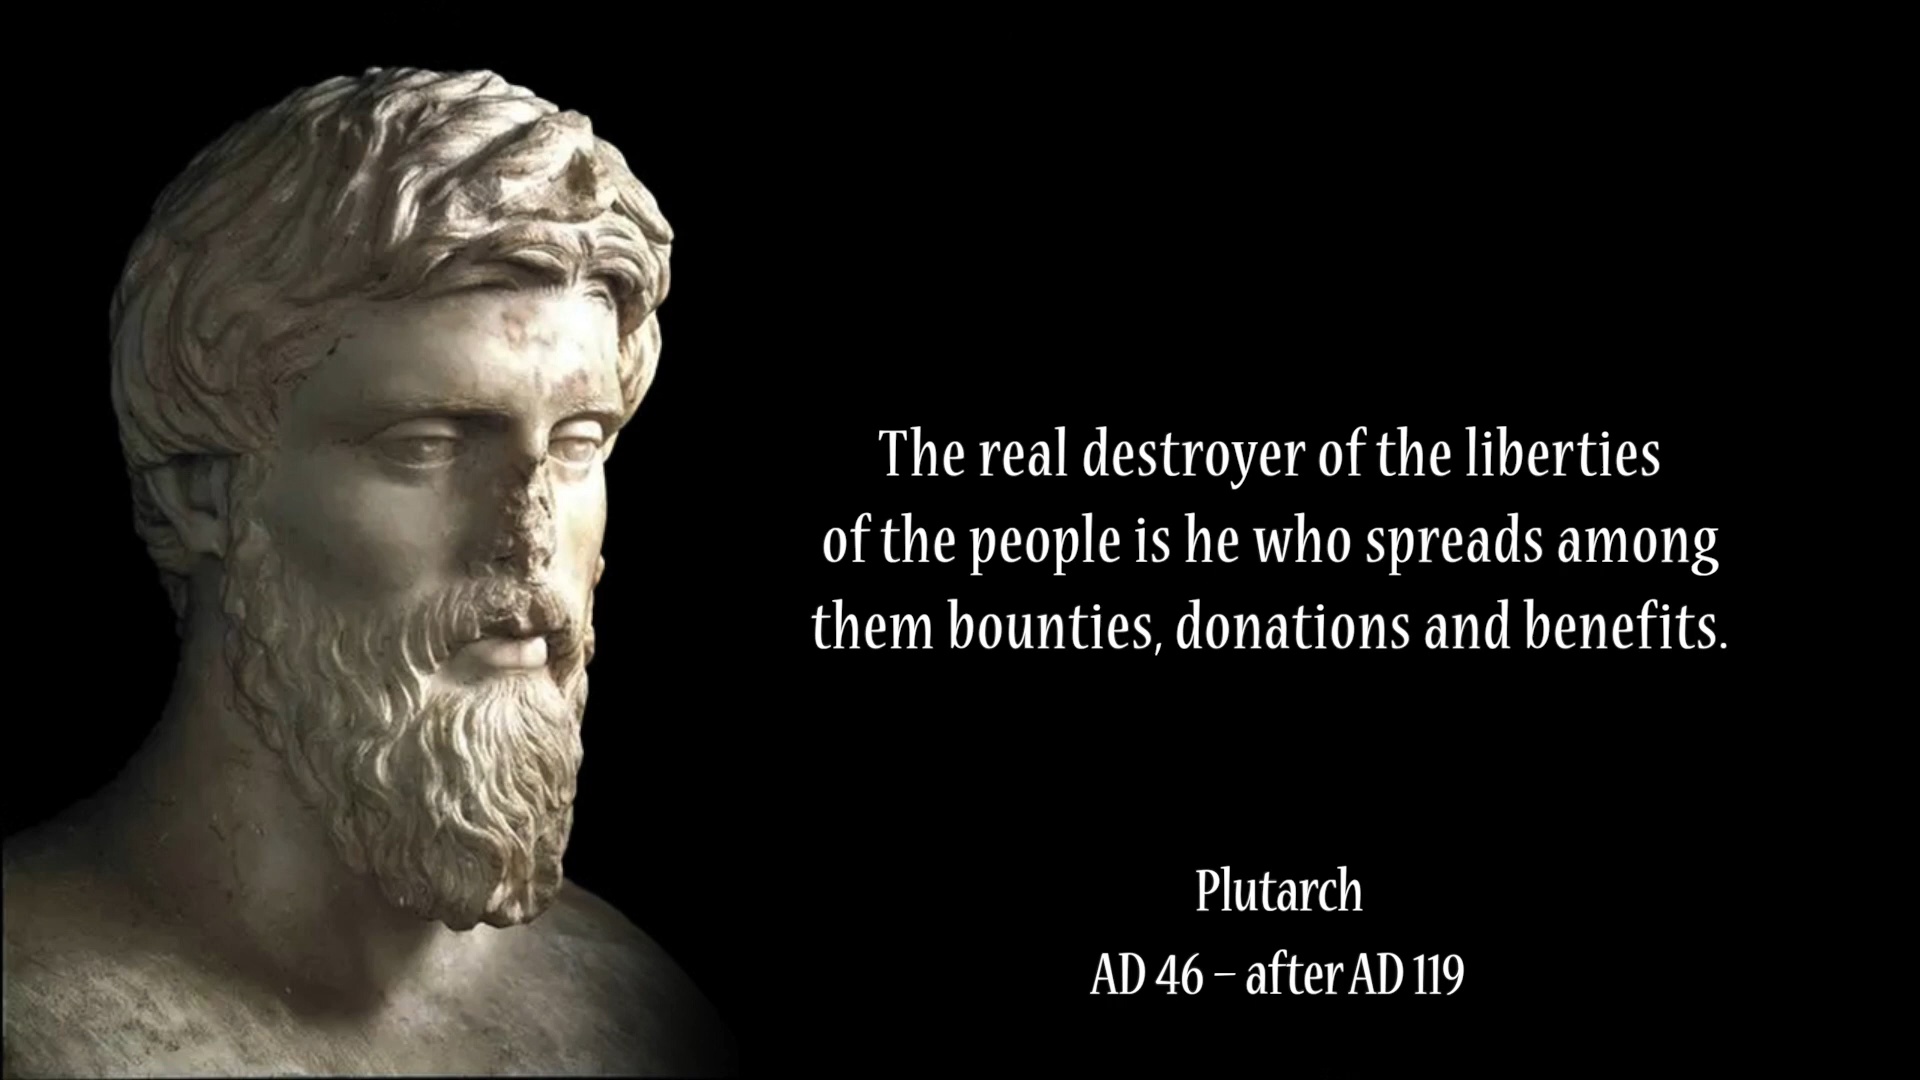 The real destroyer of the liberties
of the people is he who spreads among
them bounties, donations and benefits.
Plutarch
AD 46 – after AD 119